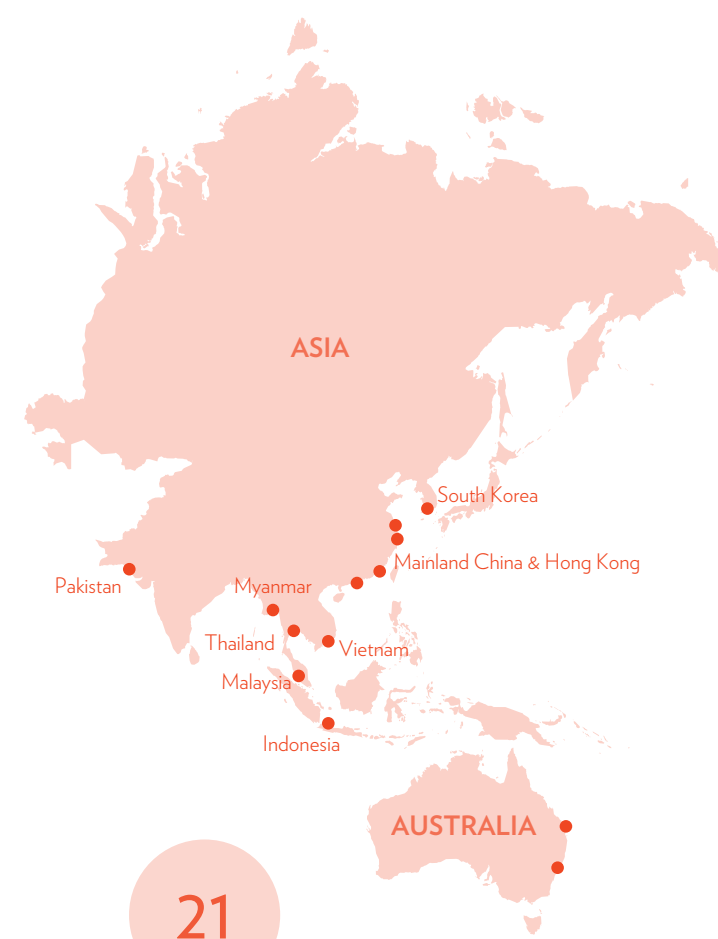 ASIA
South Korea
Mainland China & Hong Kong
Pakistan
Myanmar
Thailand
Vietnam
Malaysia
Indonesia
AUSTRALIA
21